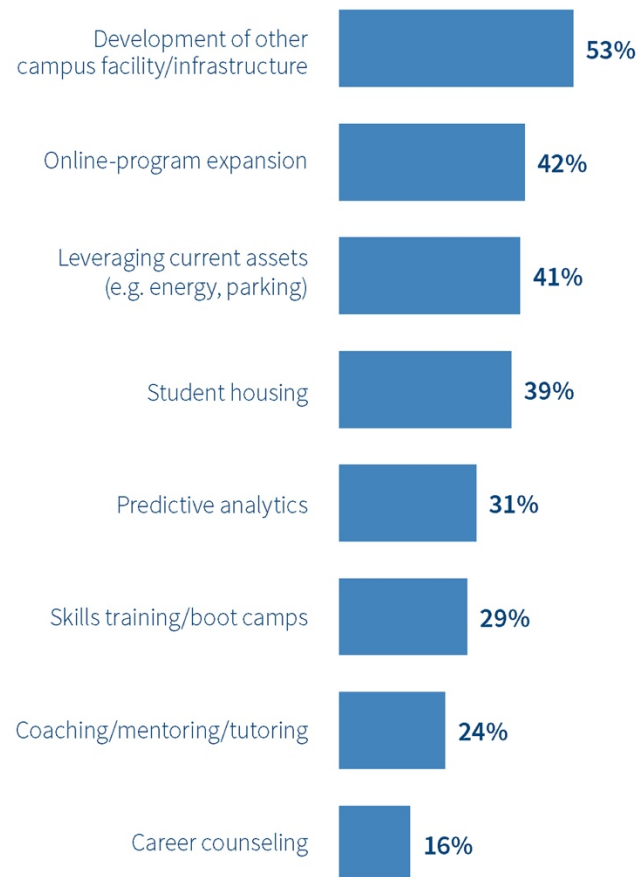 Development of other
campus facility/infrastructure
53%
Online-program expansion
42%
Leveraging current assets
(e.g. energy, parking)
41%
Student housing
39%
Predictive analytics
31%
Skills training/boot camps
29%
Coaching/mentoring/tutoring
24%
Career counseling
16%